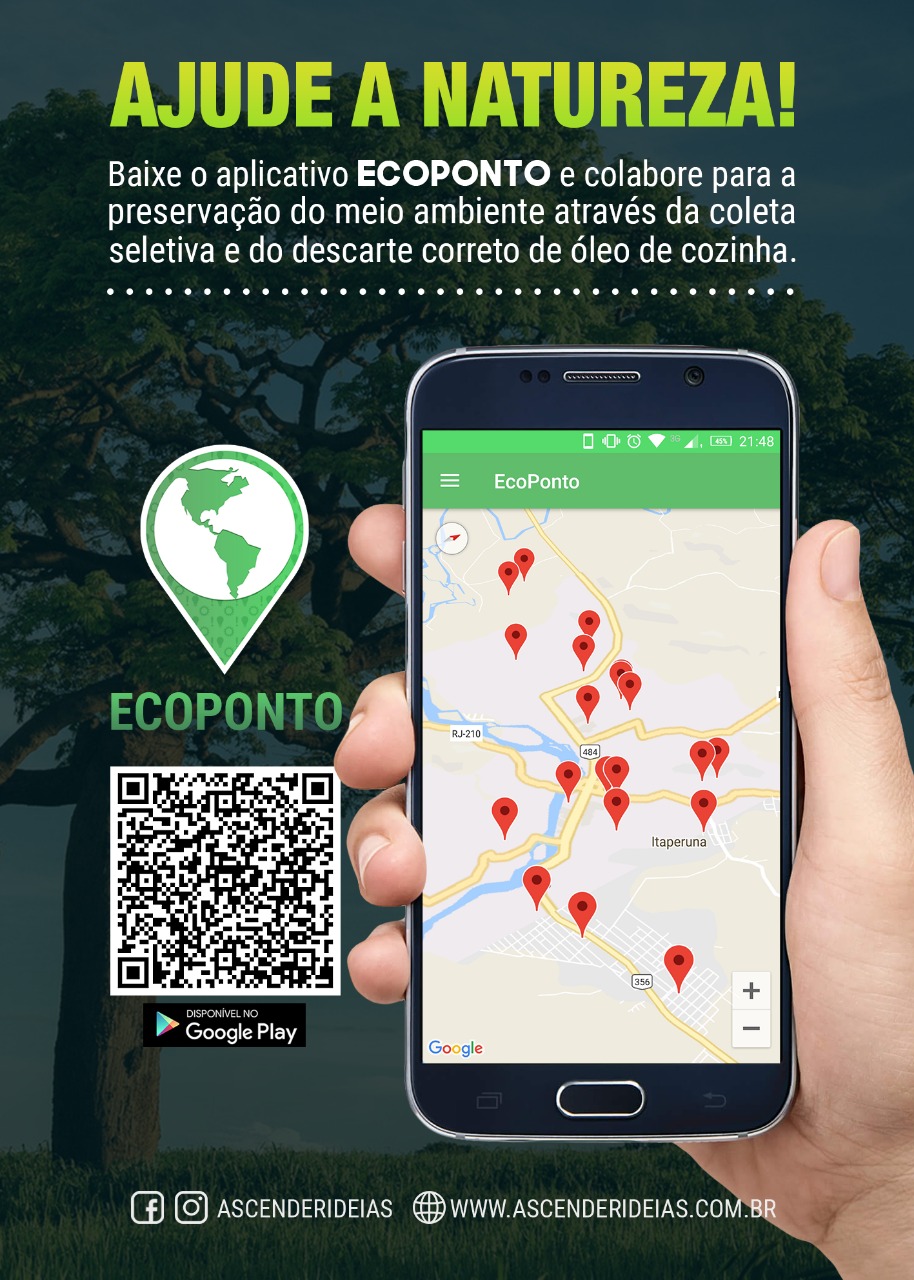 AJUDE A NATUREZA!
Baixe o aplicativo ECOPONTO e colabore para a
preservação do meio ambiente através da coleta
seletiva e do descarte correto de óleo de cozinha.
3G 45% 21:48
EcoPonto
RJ-210
484
Itaperuna
356
+
−
Google
ECOPONTO
DISPONÍVEL NO
Google Play
ASCENDERIDEIAS WWW.ASCENDERIDEIAS.COM.BR